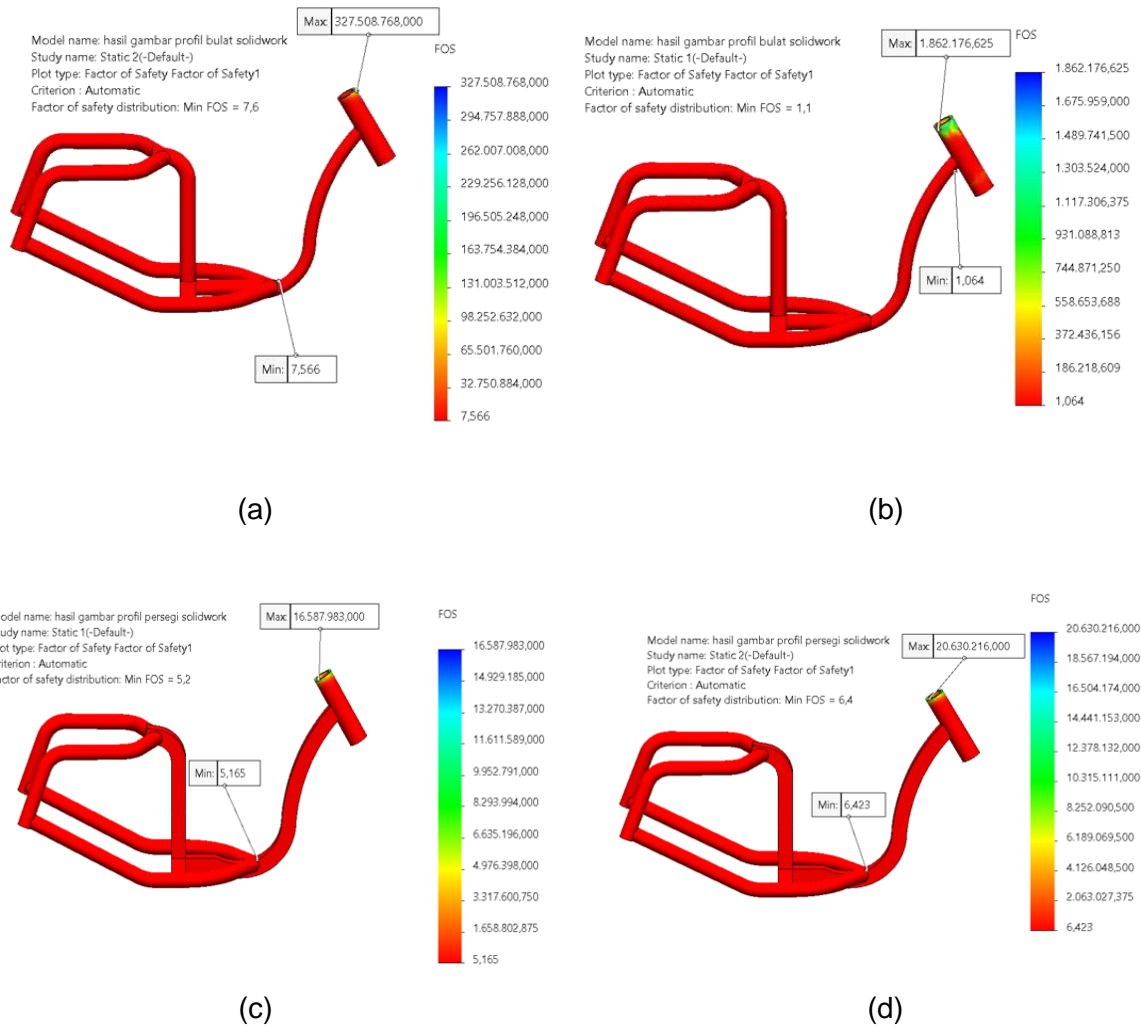 Max: 327.508.768,000
Model name: hasil gambar profil bulat solidwork
Study name: Static 2(-Default-)
Plot type: Factor of Safety Factor of Safety1
Criterion : Automatic
Factor of safety distribution: Min FOS = 7,6
FOS
327.508.768,000
294.757.888,000
262.007.008,000
229.256.128,000
196.505.248,000
163.754.384,000
131.003.512,000
98.252.632,000
65.501.760,000
32.750.884,000
7,566
Min: 7,566
(a)
Model name: hasil gambar profil bulat solidwork
Study name: Static 1(-Default-)
Plot type: Factor of Safety Factor of Safety1
Criterion : Automatic
Factor of safety distribution: Min FOS = 1,1
Max: 1.862.176,625
FOS
1.862.176,625
1.675.959,000
1.489.741,500
1.303.524,000
1.117.306,375
931.088,813
744.871,250
558.653,688
372.436,156
186.218,609
1,064
Min: 1,064
(b)
odel name: hasil gambar profil persegi solidwork
tudy name: Static 1(-Default-)
lot type: Factor of Safety Factor of Safety1
riterion : Automatic
actor of safety distribution: Min FOS = 5,2
Max: 16.587.983,000
FOS
16.587.983,000
14.929.185,000
13.270.387,000
11.611.589,000
9.952.791,000
8.293.994,000
6.635.196,000
4.976.398,000
3.317.600,750
1.658.802,875
5,165
Min: 5,165
(c)
Model name: hasil gambar profil persegi solidwork
Study name: Static 2(-Default-)
Plot type: Factor of Safety Factor of Safety1
Criterion : Automatic
Factor of safety distribution: Min FOS = 6,4
Max: 20.630.216,000
FOS
20.630.216,000
18.567.194,000
16.504.174,000
14.441.153,000
12.378.132,000
10.315.111,000
8.252.090,500
6.189.069,500
4.126.048,500
2.063.027,375
6,423
Min: 6,423
(d)